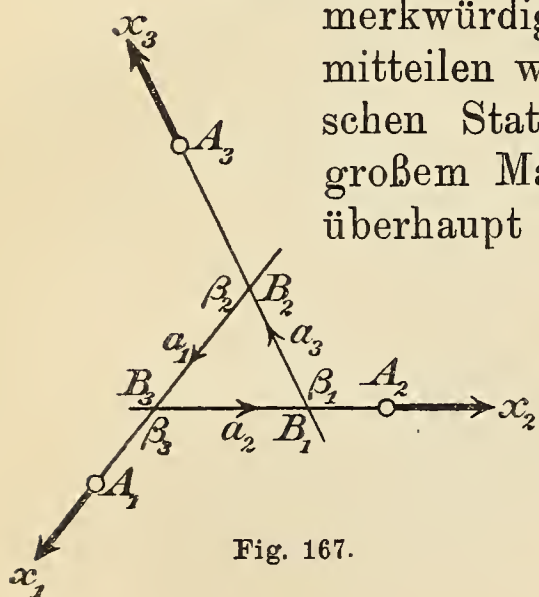 merkwürdig
mitteilen w
schen Stat
großem Ma
überhaupt
x₃
A₃
β₂ B₂
a₁ a₃
B₃ β₁ A₂
β₃ a₂ B₁ x₂
A₁
x₁
Fig. 167.